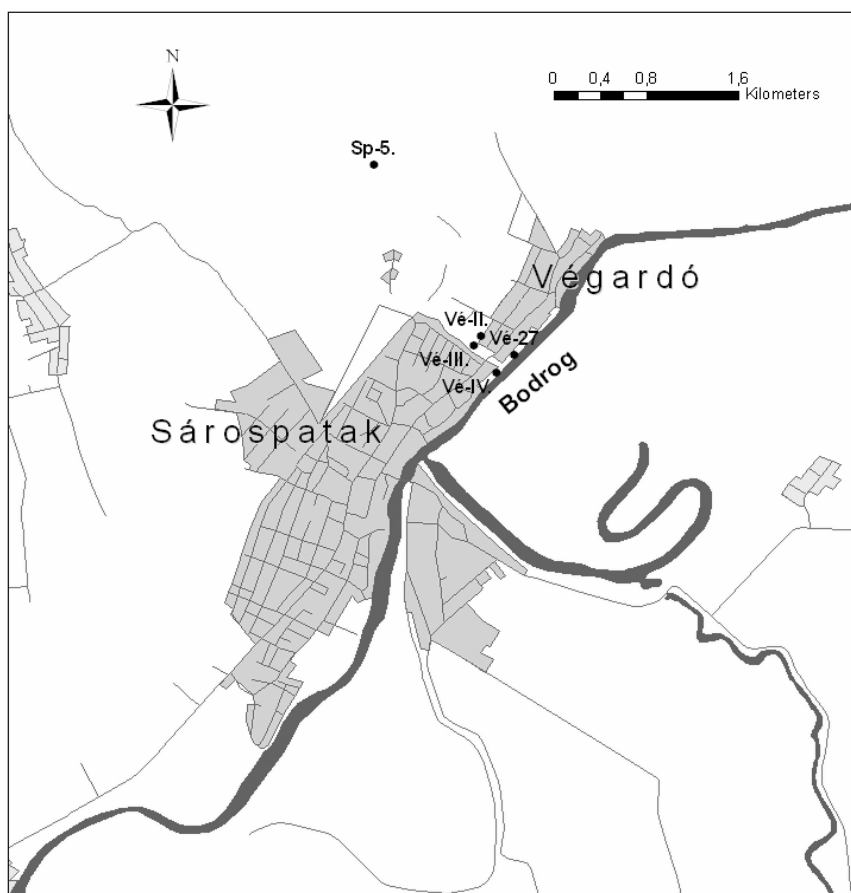 N
0 0,4 0,8 1,6
Kilometers
Sp-5.
Végardó
Vé-II.
Vé-27
Vé-III.
Vé-IV.
Bodrog
Sárospatak